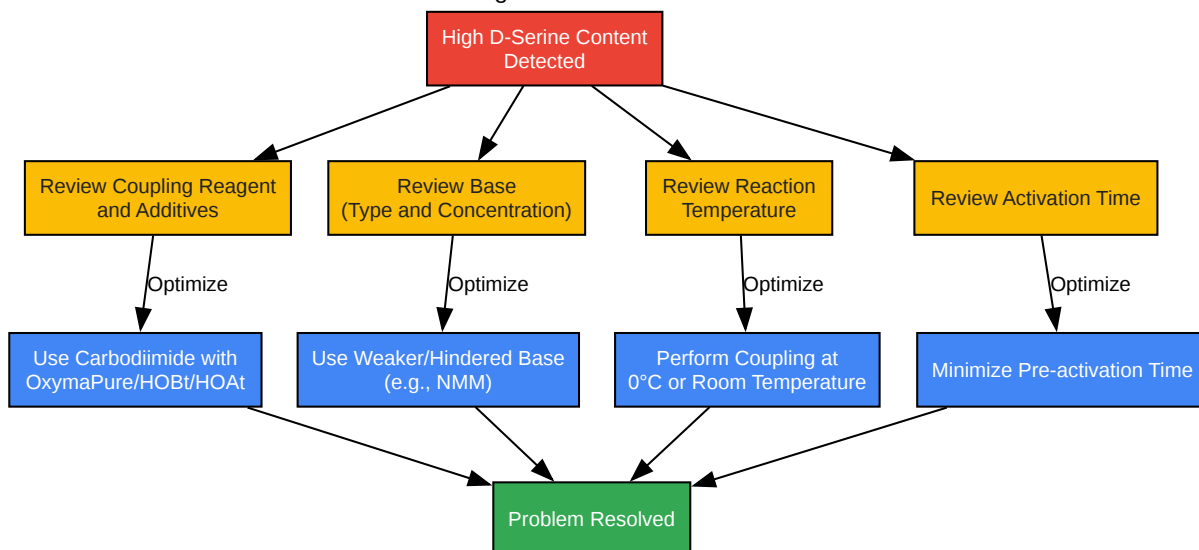 High D-Serine Content
Detected
Review Coupling Reagent
and Additives
Review Base
(Type and Concentration)
Review Reaction
Temperature
Review Activation Time
Optimize
Optimize
Optimize
Optimize
Use Carbodiimide with
OxymaPure/HOBt/HOAt
Use Weaker/Hindered Base
(e.g., NMM)
Perform Coupling at
0°C or Room Temperature
Minimize Pre-activation Time
Problem Resolved